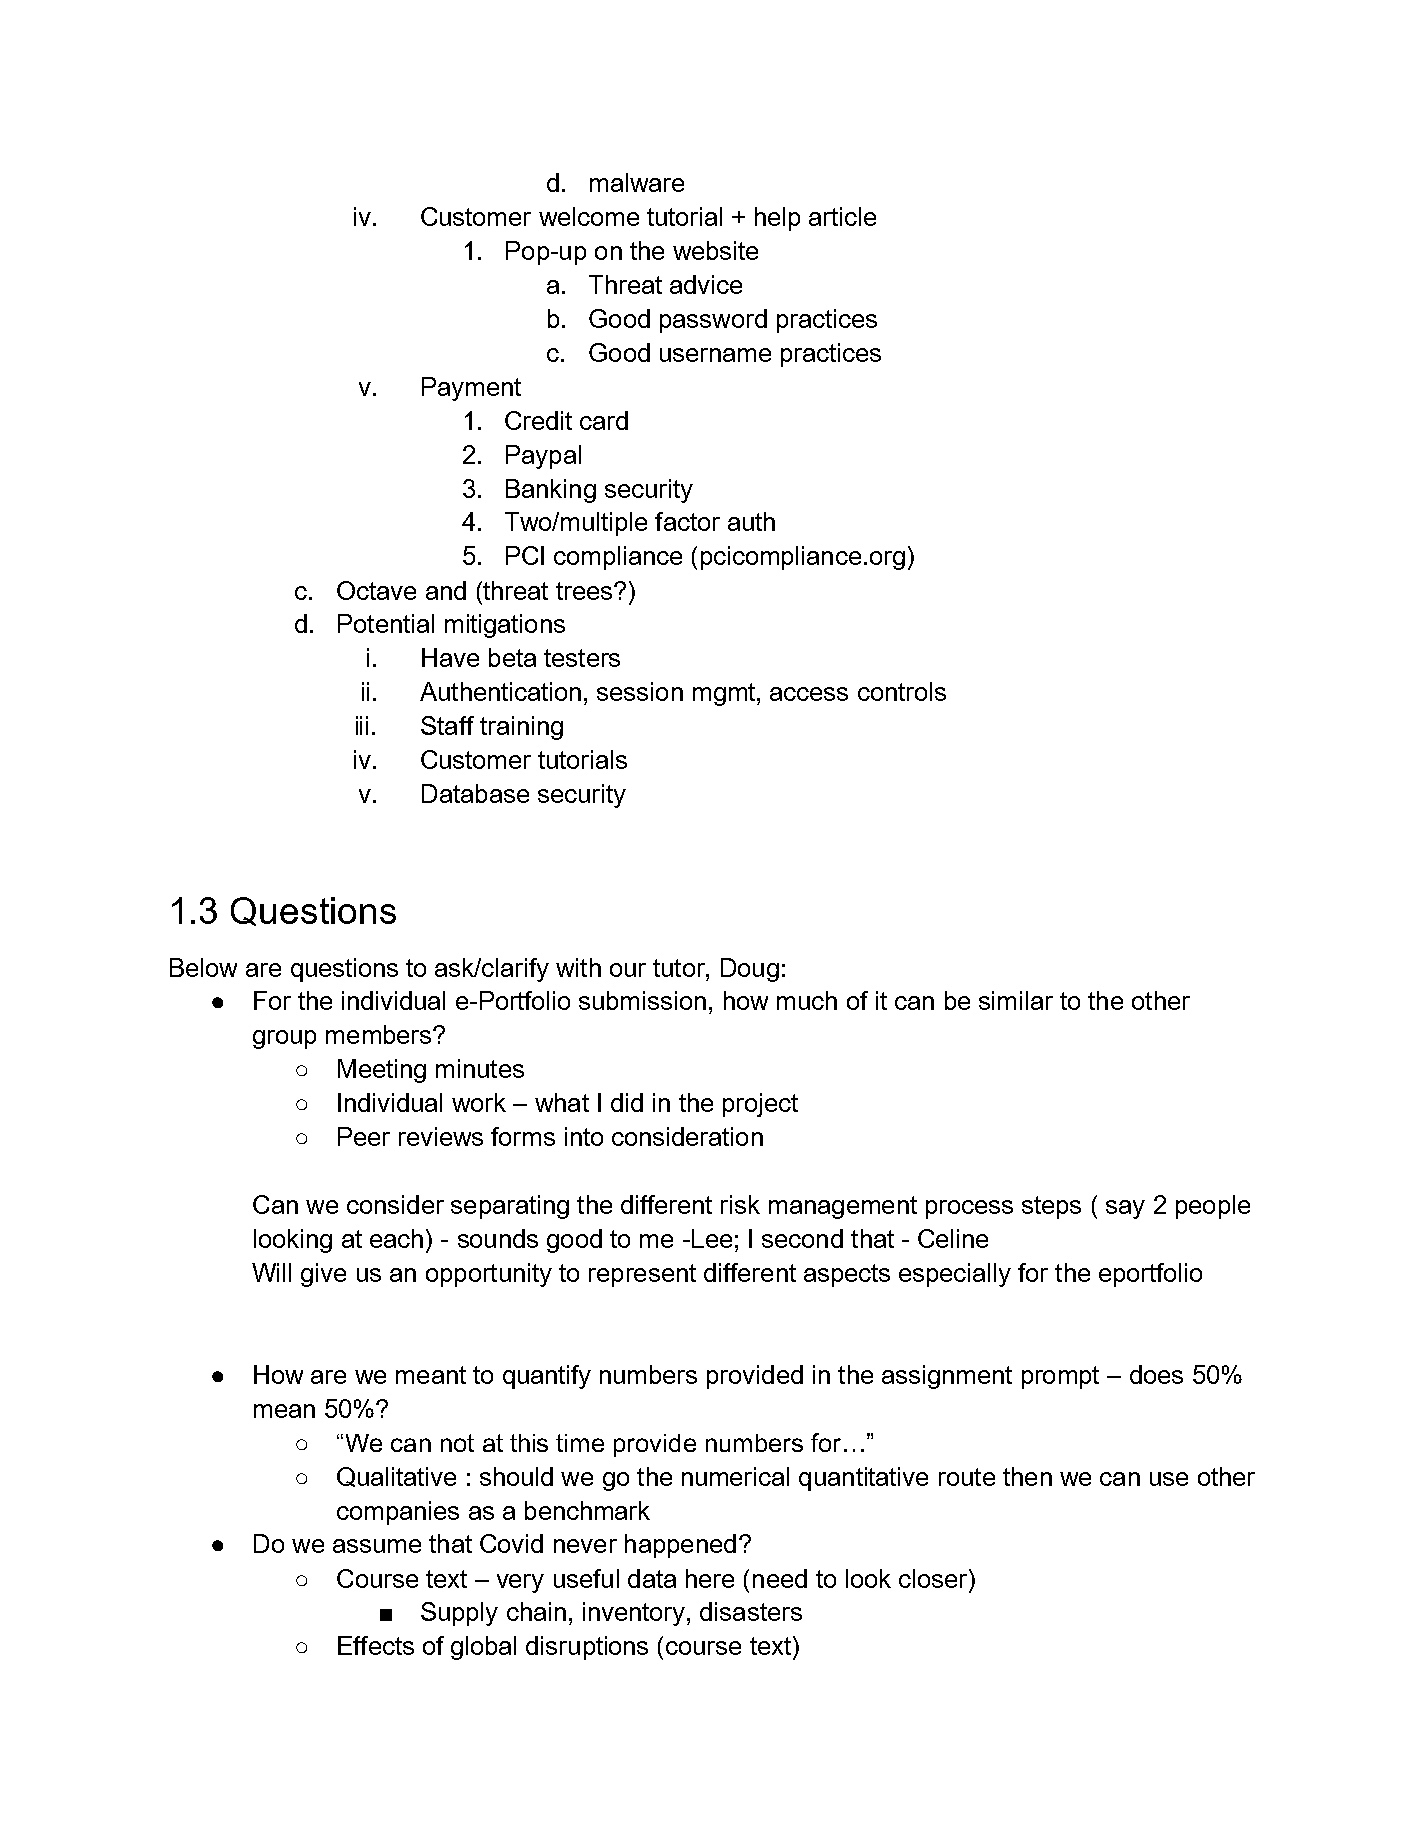 d. malware
iv. Customer welcome tutorial + help article
1. Pop-up on the website
a. Threat advice
b. Good password practices
c. Good username practices
v. Payment
1. Credit card
2. Paypal
3. Banking security
4. Two/multiple factor auth
5. PCI compliance (pcicompliance.org)
c. Octave and (threat trees?)
d. Potential mitigations
i. Have beta testers
ii. Authentication, session mgmt, access controls
iii. Staff training
iv. Customer tutorials
v. Database security
1.3 Questions
Below are questions to ask/clarify with our tutor, Doug:
● For the individual e-Portfolio submission, how much of it can be similar to the other
group members?
○ Meeting minutes
○ Individual work – what I did in the project
○ Peer reviews forms into consideration
Can we consider separating the different risk management process steps ( say 2 people
looking at each) - sounds good to me -Lee; I second that - Celine
Will give us an opportunity to represent different aspects especially for the eportfolio
● How are we meant to quantify numbers provided in the assignment prompt – does 50%
mean 50%?
○ “We can not at this time provide numbers for…”
○ Qualitative : should we go the numerical quantitative route then we can use other
companies as a benchmark
● Do we assume that Covid never happened?
○ Course text – very useful data here (need to look closer)
■ Supply chain, inventory, disasters
○ Effects of global disruptions (course text)